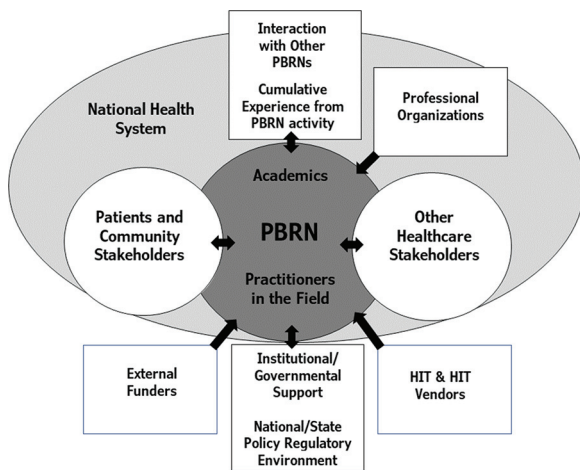 Interaction
with Other
PBRNs
Cumulative
Experience from
PBRN activity
National Health
System
Professional
Organizations
Academics
Patients and
Community
Stakeholders
PBRN
Other
Healthcare
Stakeholders
Practitioners
in the Field
External
Funders
Institutional/
Governmental
Support
National/State
Policy Regulatory
Environment
HIT & HIT
Vendors